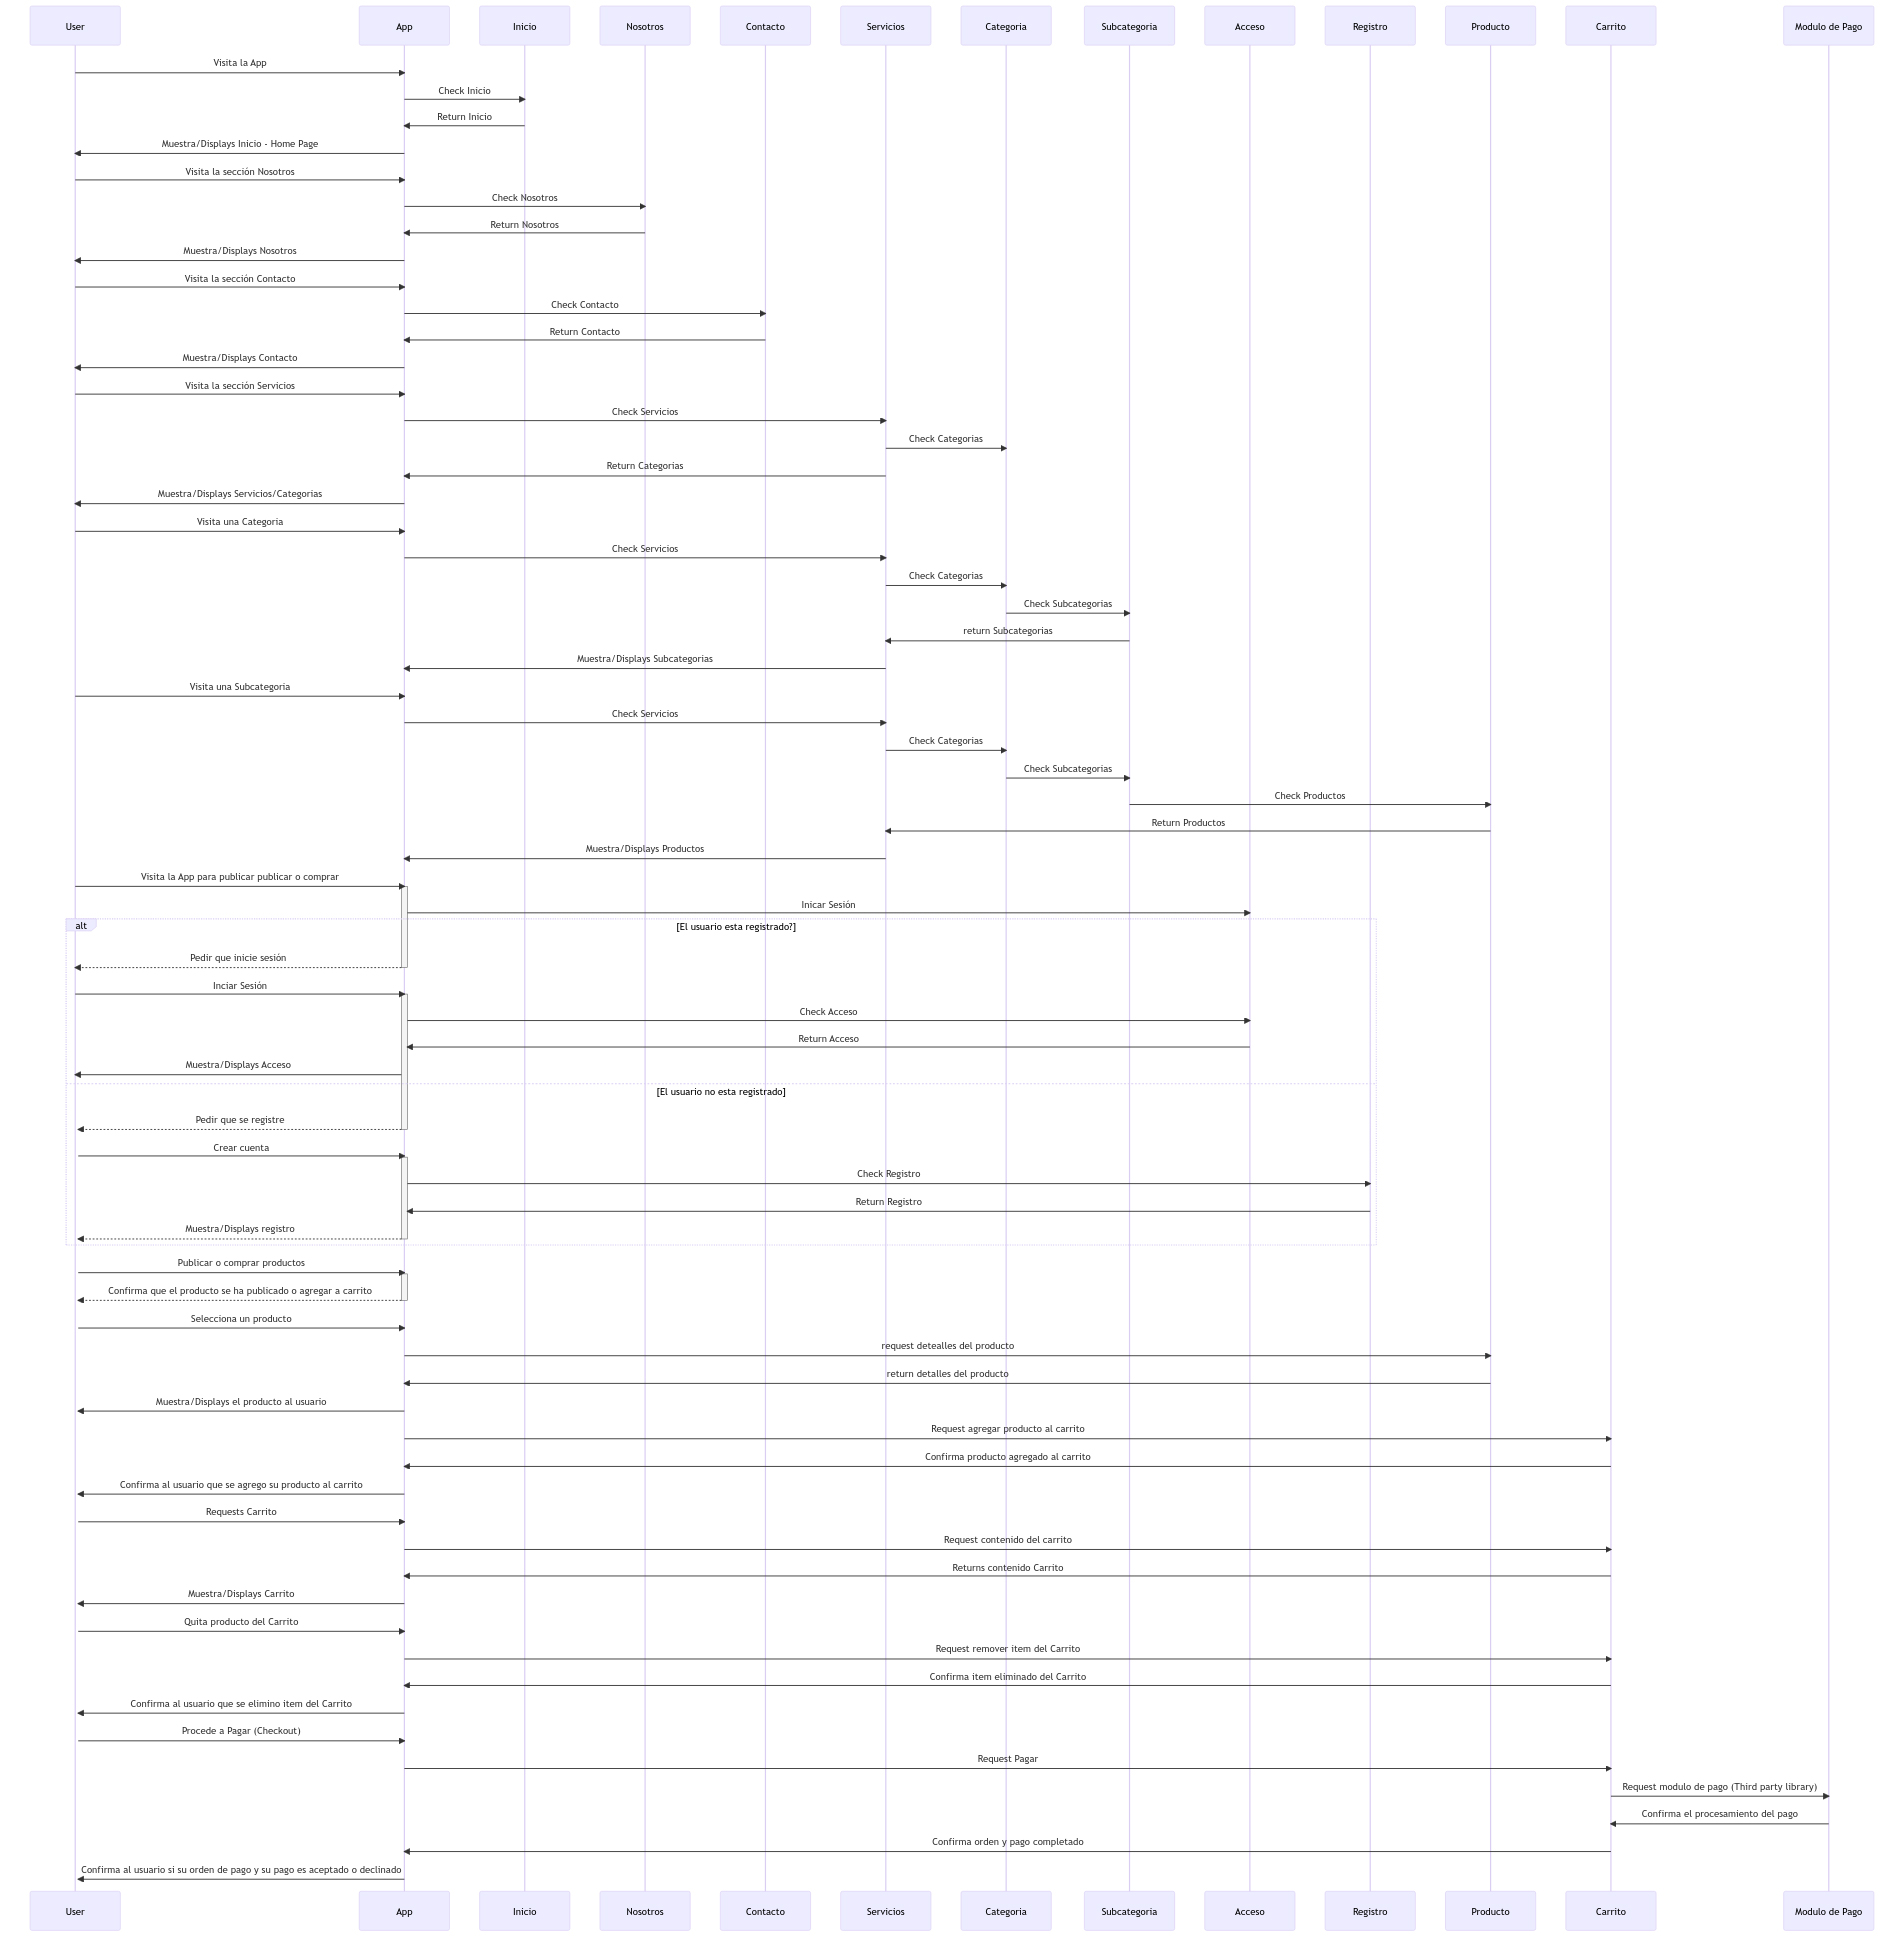 User
App
Inicio
Nosotros
Contacto
Servicios
Categoria
Subcategoria
Acceso
Registro
Producto
Carrito
Modulo de Pago
Visita la App
Check Inicio
Return Inicio
Muestra/Displays Inicio - Home Page
Visita la sección Nosotros
Check Nosotros
Return Nosotros
Muestra/Displays Nosotros
Visita la sección Contacto
Check Contacto
Return Contacto
Muestra/Displays Contacto
Visita la sección Servicios
Check Servicios
Check Categorias
Return Categorias
Muestra/Displays Servicios/Categorias
Visita una Categoria
Check Servicios
Check Categorias
Check Subcategorias
return Subcategorias
Muestra/Displays Subcategorias
Visita una Subcategoria
Check Servicios
Check Categorias
Check Subcategorias
Check Productos
Return Productos
Muestra/Displays Productos
Visita la App para publicar publicar o comprar
Inicar Sesión
alt
[El usuario esta registrado?]
Pedir que inicie sesión
Inciar Sesión
Check Acceso
Return Acceso
Muestra/Displays Acceso
[El usuario no esta registrado]
Pedir que se registre
Crear cuenta
Check Registro
Return Registro
Muestra/Displays registro
Publicar o comprar productos
Confirma que el producto se ha publicado o agregar a carrito
Selecciona un producto
request detealles del producto
return detalles del producto
Muestra/Displays el producto al usuario
Request agregar producto al carrito
Confirma producto agregado al carrito
Confirma al usuario que se agrego su producto al carrito
Requests Carrito
Request contenido del carrito
Returns contenido Carrito
Muestra/Displays Carrito
Quita producto del Carrito
Request remover item del Carrito
Confirma item eliminado del Carrito
Confirma al usuario que se elimino item del Carrito
Procede a Pagar (Checkout)
Request Pagar
Request modulo de pago (Third party library)
Confirma el procesamiento del pago
Confirma orden y pago completado
Confirma al usuario si su orden de pago y su pago es aceptado o declinado
User
App
Inicio
Nosotros
Contacto
Servicios
Categoria
Subcategoria
Acceso
Registro
Producto
Carrito
Modulo de Pago